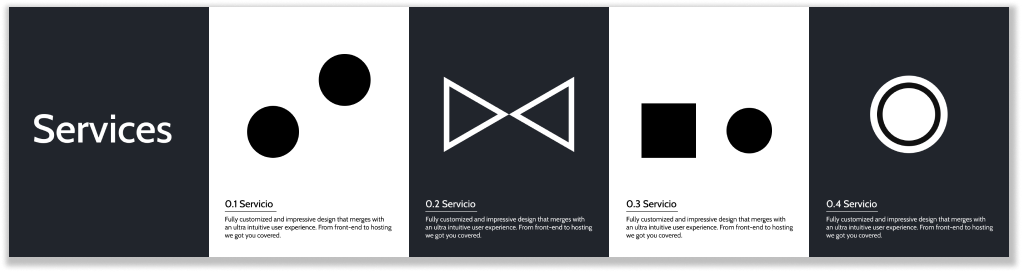 Services
0.1 Servicio
Fully customized and impressive design that merges with
an ultra intuitive user experience. From front-end to hosting
we got you covered.
0.2 Servicio
Fully customized and impressive design that merges with
an ultra intuitive user experience. From front-end to hosting
we got you covered.
0.3 Servicio
Fully customized and impressive design that merges with
an ultra intuitive user experience. From front-end to hosting
we got you covered.
0.4 Servicio
Fully customized and impressive design that merges with
an ultra intuitive user experience. From front-end to hosting
we got you covered.